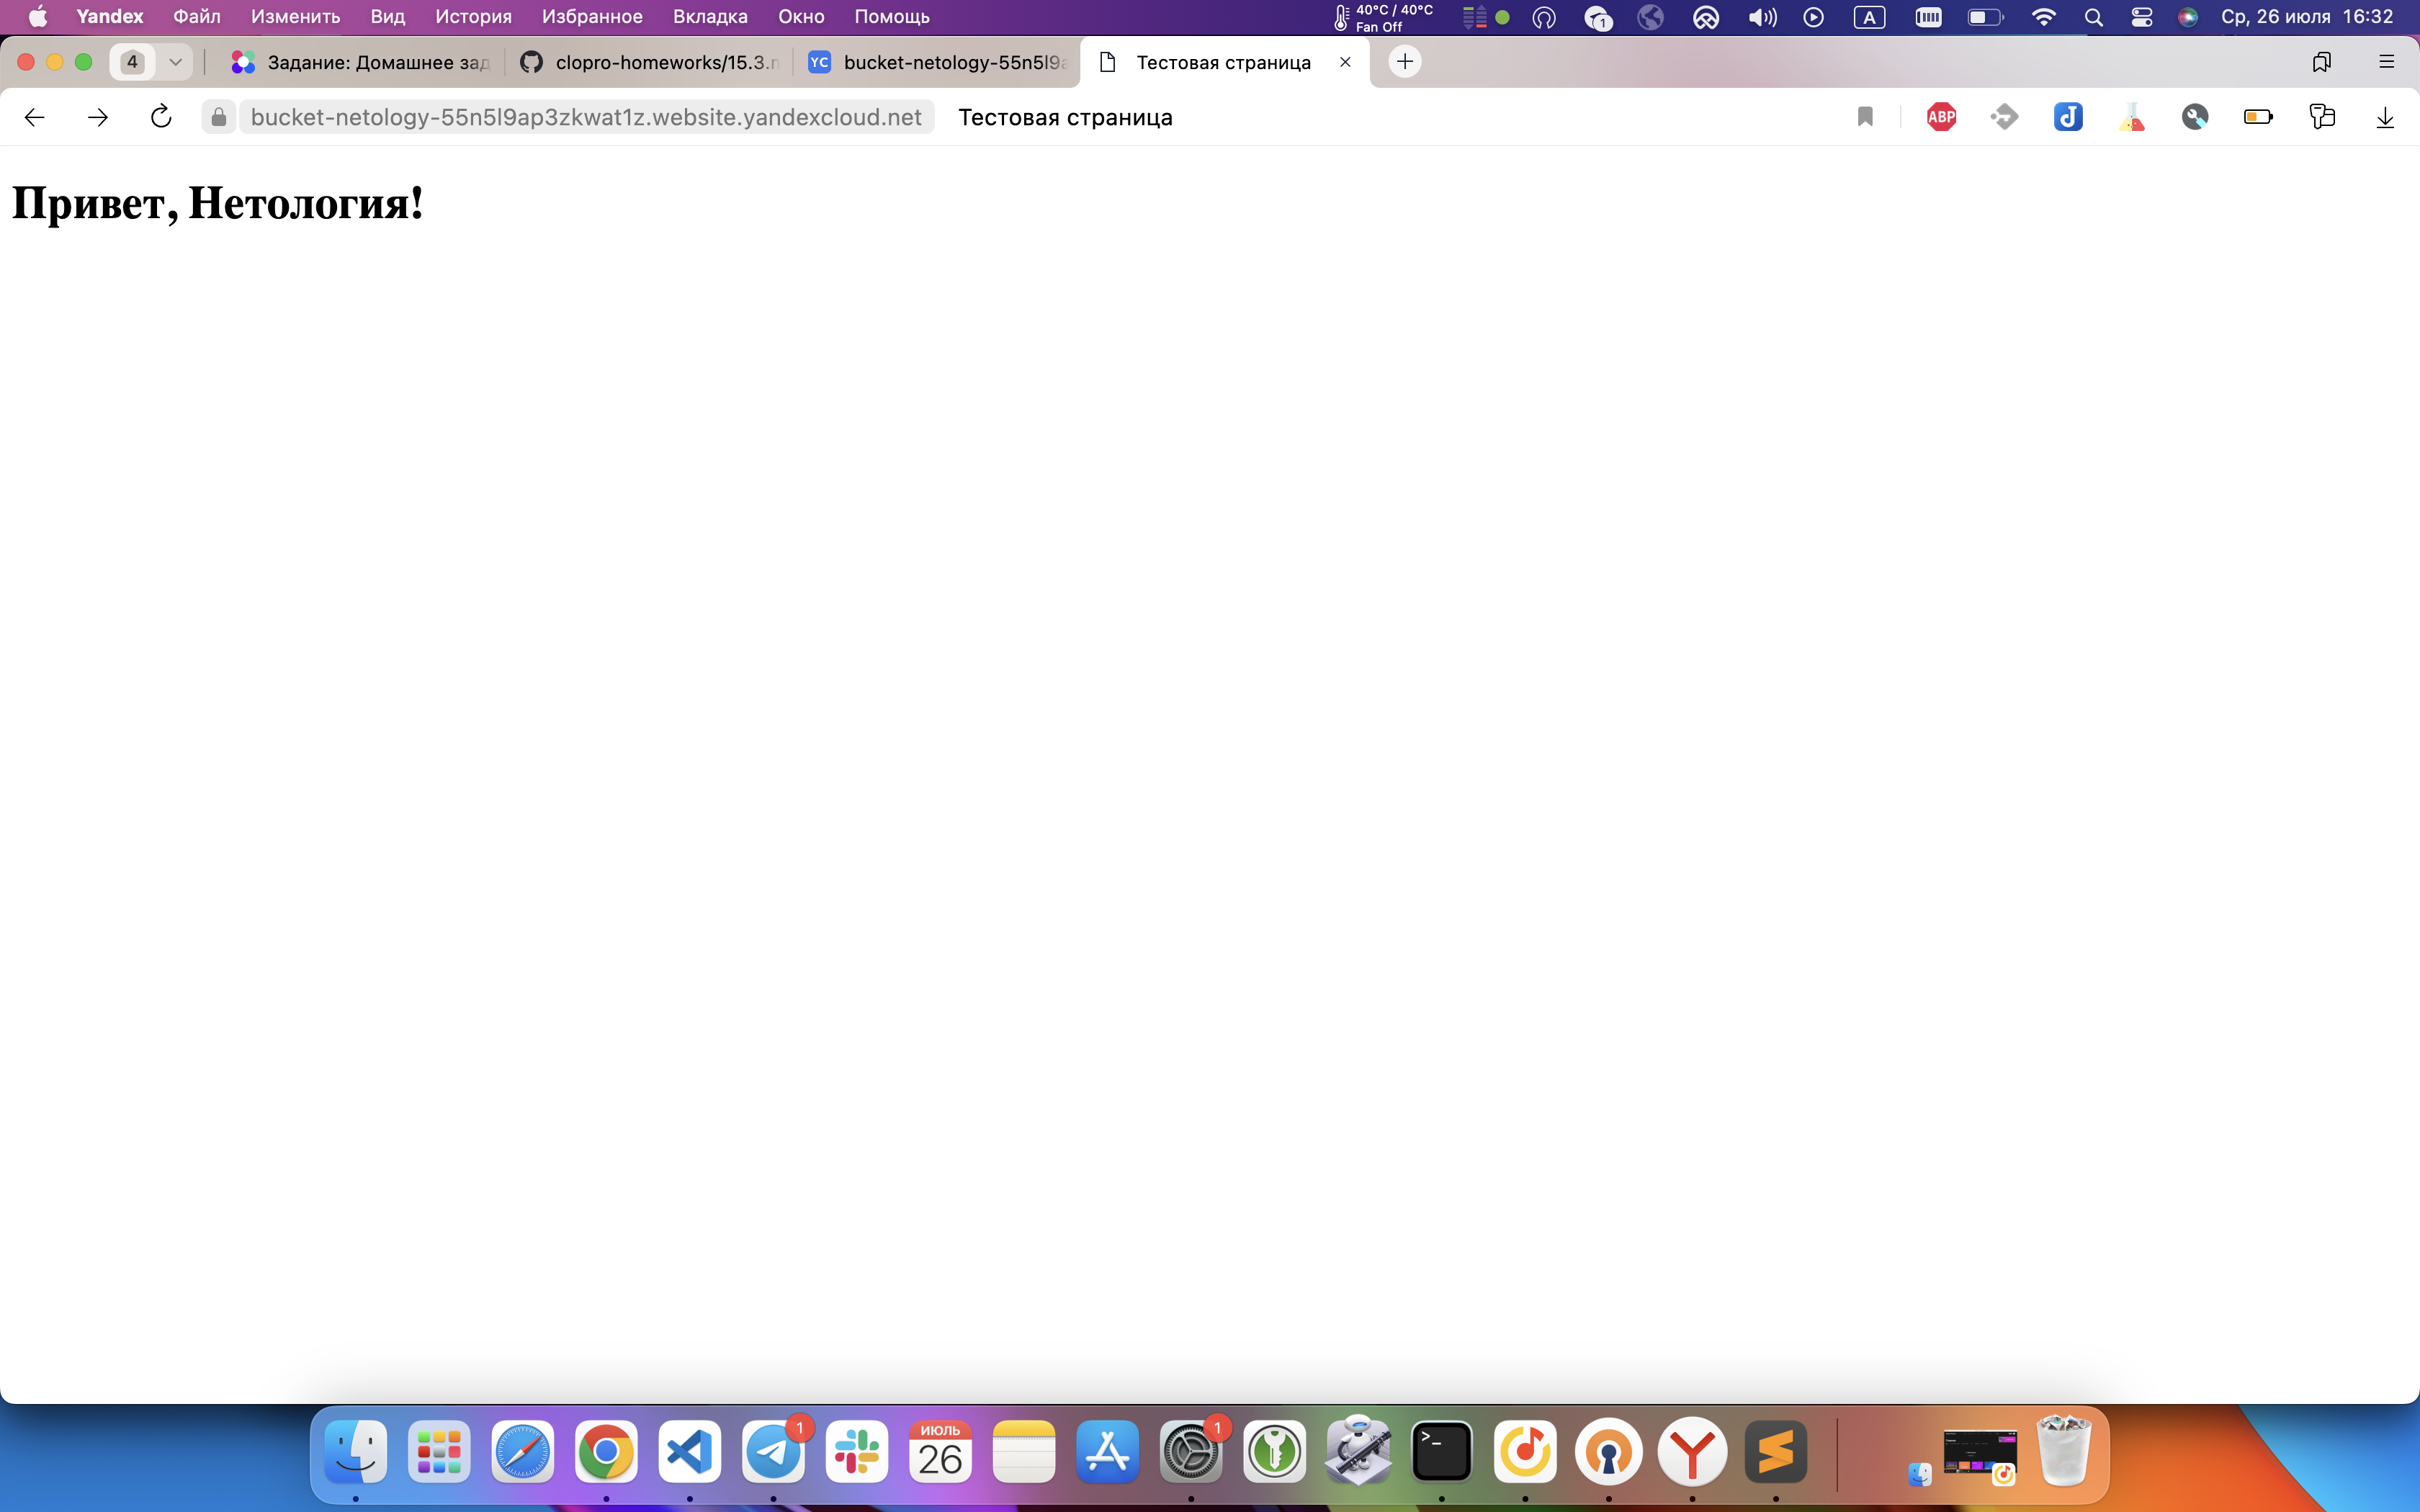 Yandex Файл Изменить Вид История Избранное Вкладка Окно Помощь 40°C / 40°C Fan Off 1 A Ср, 26 июля 16:32
4 Задание: Домашнее зад clopro-homeworks/15.3.m YC bucket-netology-55n5l9a Тестовая страница
bucket-netology-55n5l9ap3zkwat1z.website.yandexcloud.net Тестовая страница ABP
Привет, Нетология!
1 ИЮЛЬ 26 1 >_